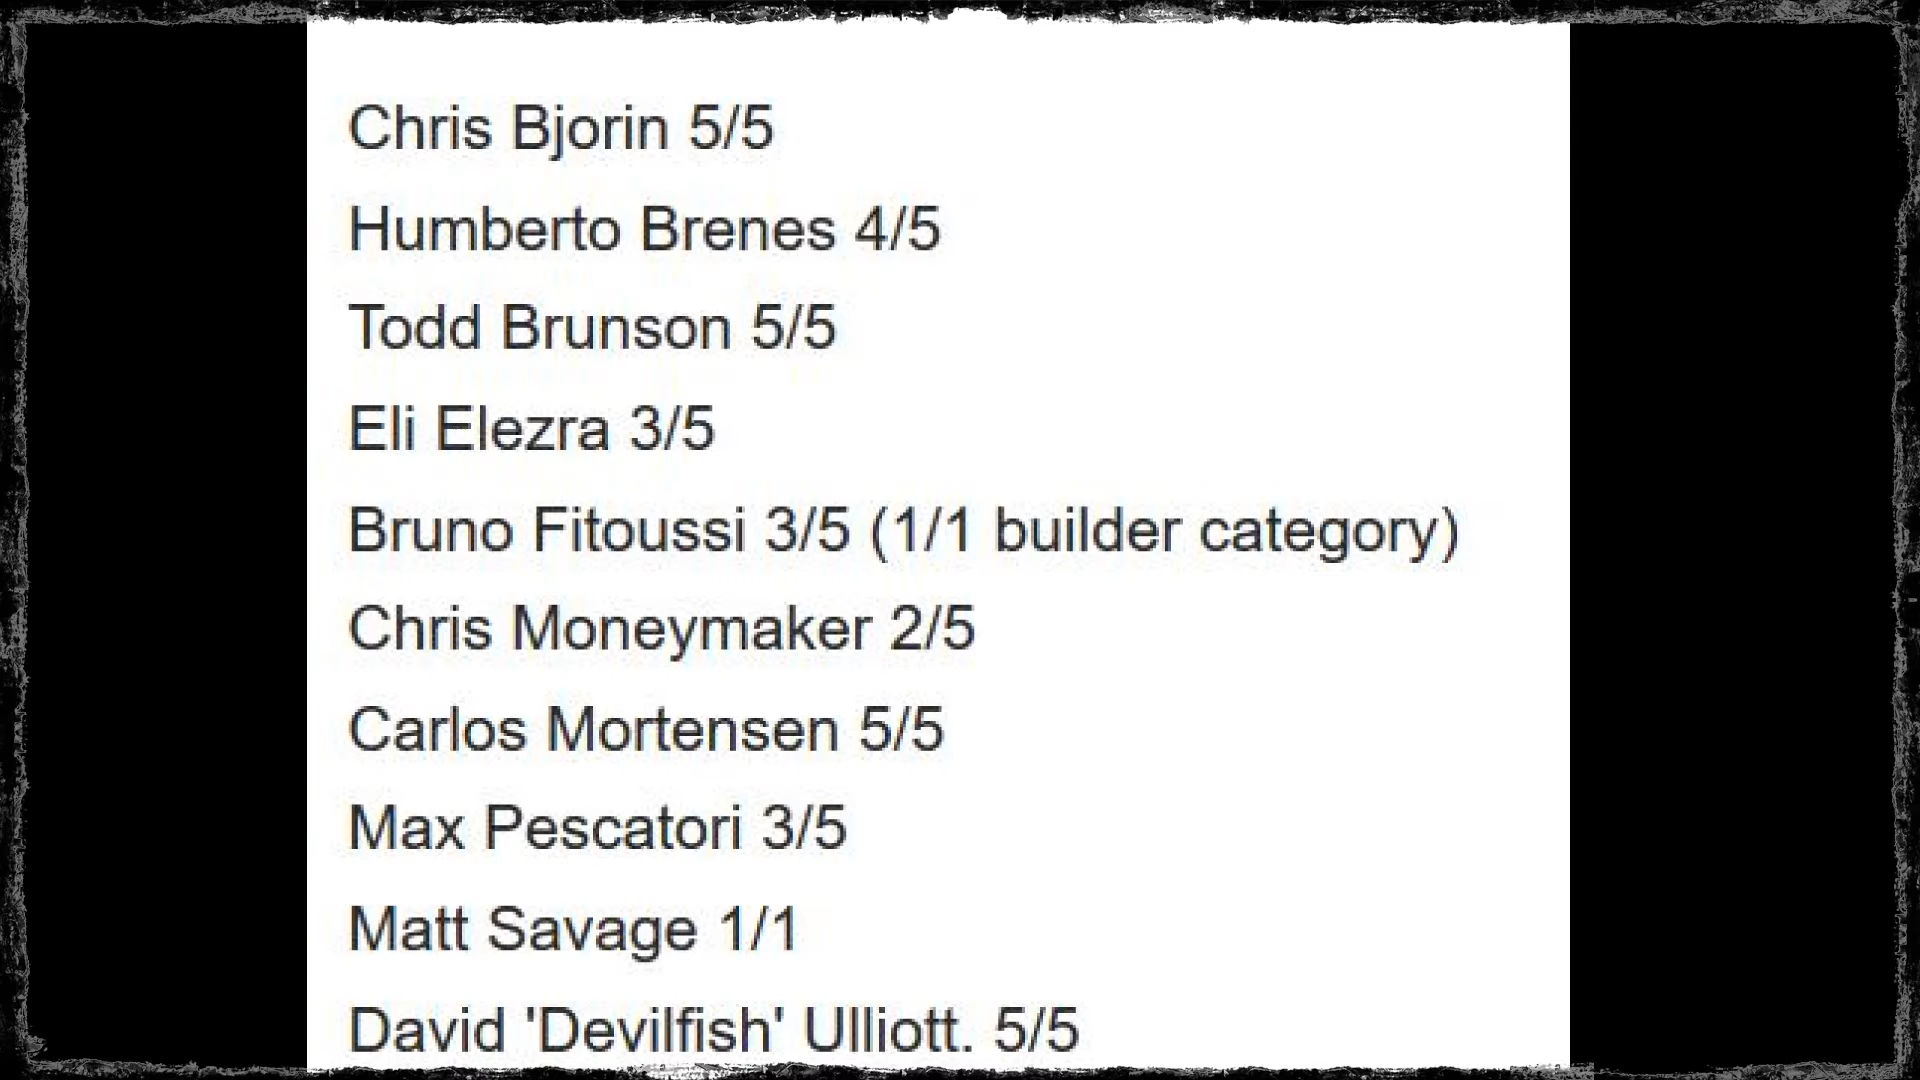 Chris Bjorin 5/5
Humberto Brenes 4/5
Todd Brunson 5/5
Eli Elezra 3/5
Bruno Fitoussi 3/5 (1/1 builder category)
Chris Moneymaker 2/5
Carlos Mortensen 5/5
Max Pescatori 3/5
Matt Savage 1/1
David 'Devilfish' Ulliott. 5/5